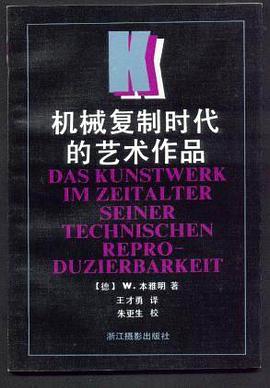 K
机械复制时代
的艺术作品
DAS KUNSTWERK
IM ZEITALTER
SEINER
TECHNISCHEN
REPRO-
DUZIERBARKEIT
【德】 W. 本雅明 著
王才勇 译
朱更生 校
浙江摄影出版社